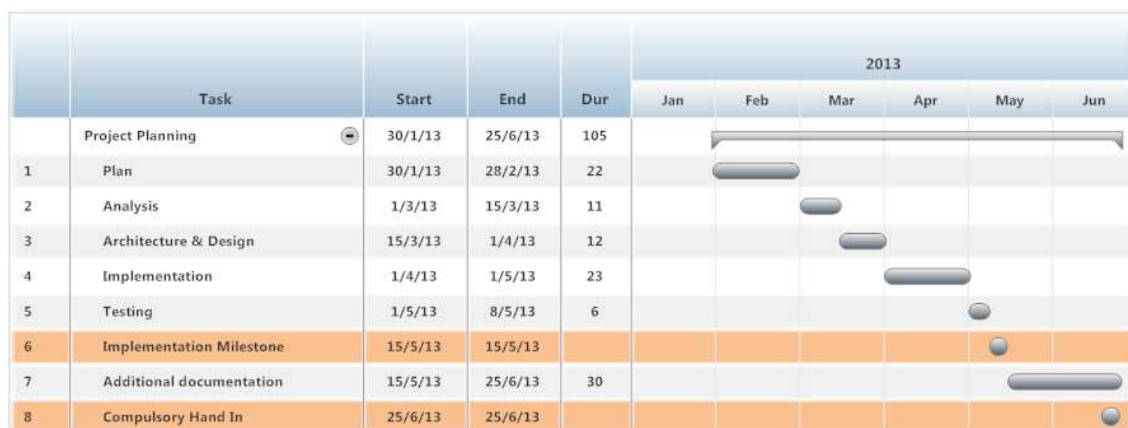 2013
Task Start End Dur Jan Feb Mar Apr May Jun
Project Planning 30/1/13 25/6/13 105
1 Plan 30/1/13 28/2/13 22
2 Analysis 1/3/13 15/3/13 11
3 Architecture & Design 15/3/13 1/4/13 12
4 Implementation 1/4/13 1/5/13 23
5 Testing 1/5/13 8/5/13 6
6 Implementation Milestone 15/5/13 15/5/13
7 Additional documentation 15/5/13 25/6/13 30
8 Compulsory Hand In 25/6/13 25/6/13